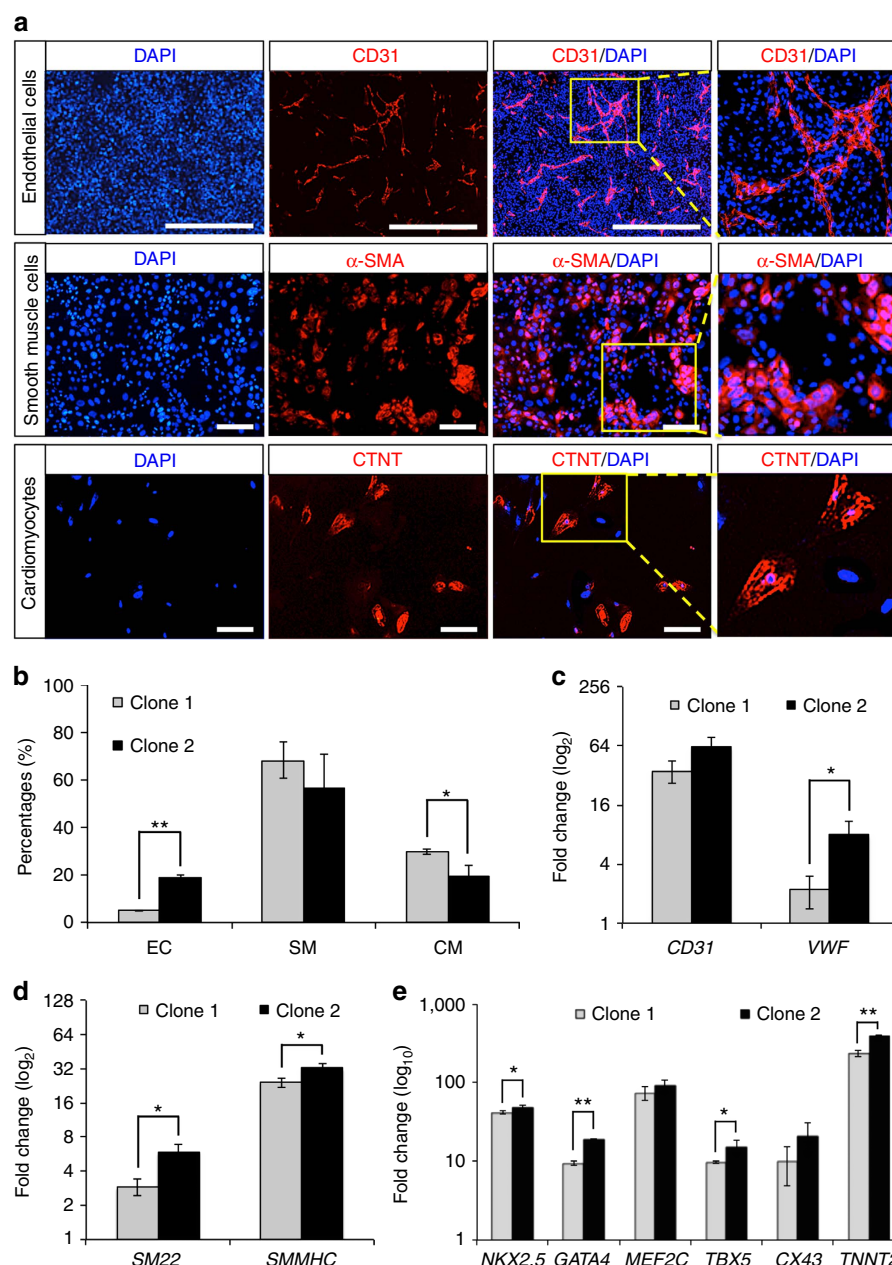 a
DAPI CD31 CD31/DAPI CD31/DAPI
Endothelial cells
DAPI α-SMA α-SMA/DAPI α-SMA/DAPI
Smooth muscle cells
DAPI CTNT CTNT/DAPI CTNT/DAPI
Cardiomyocytes
b
100
80
60
40
20
0
Percentages (%)
Clone 1
Clone 2
**
*
EC SM CM
c
256
64
16
4
1
Fold change (log2)
Clone 1 Clone 2
*
CD31 VWF
d
128
64
32
16
8
4
2
1
Fold change (log2)
Clone 1 Clone 2
*
*
SM22 SMMHC
e
1,000
100
10
1
Fold change (log10)
Clone 1 Clone 2
*
**
*
**
NKX2.5 GATA4 MEF2C TBX5 CX43 TNNT2